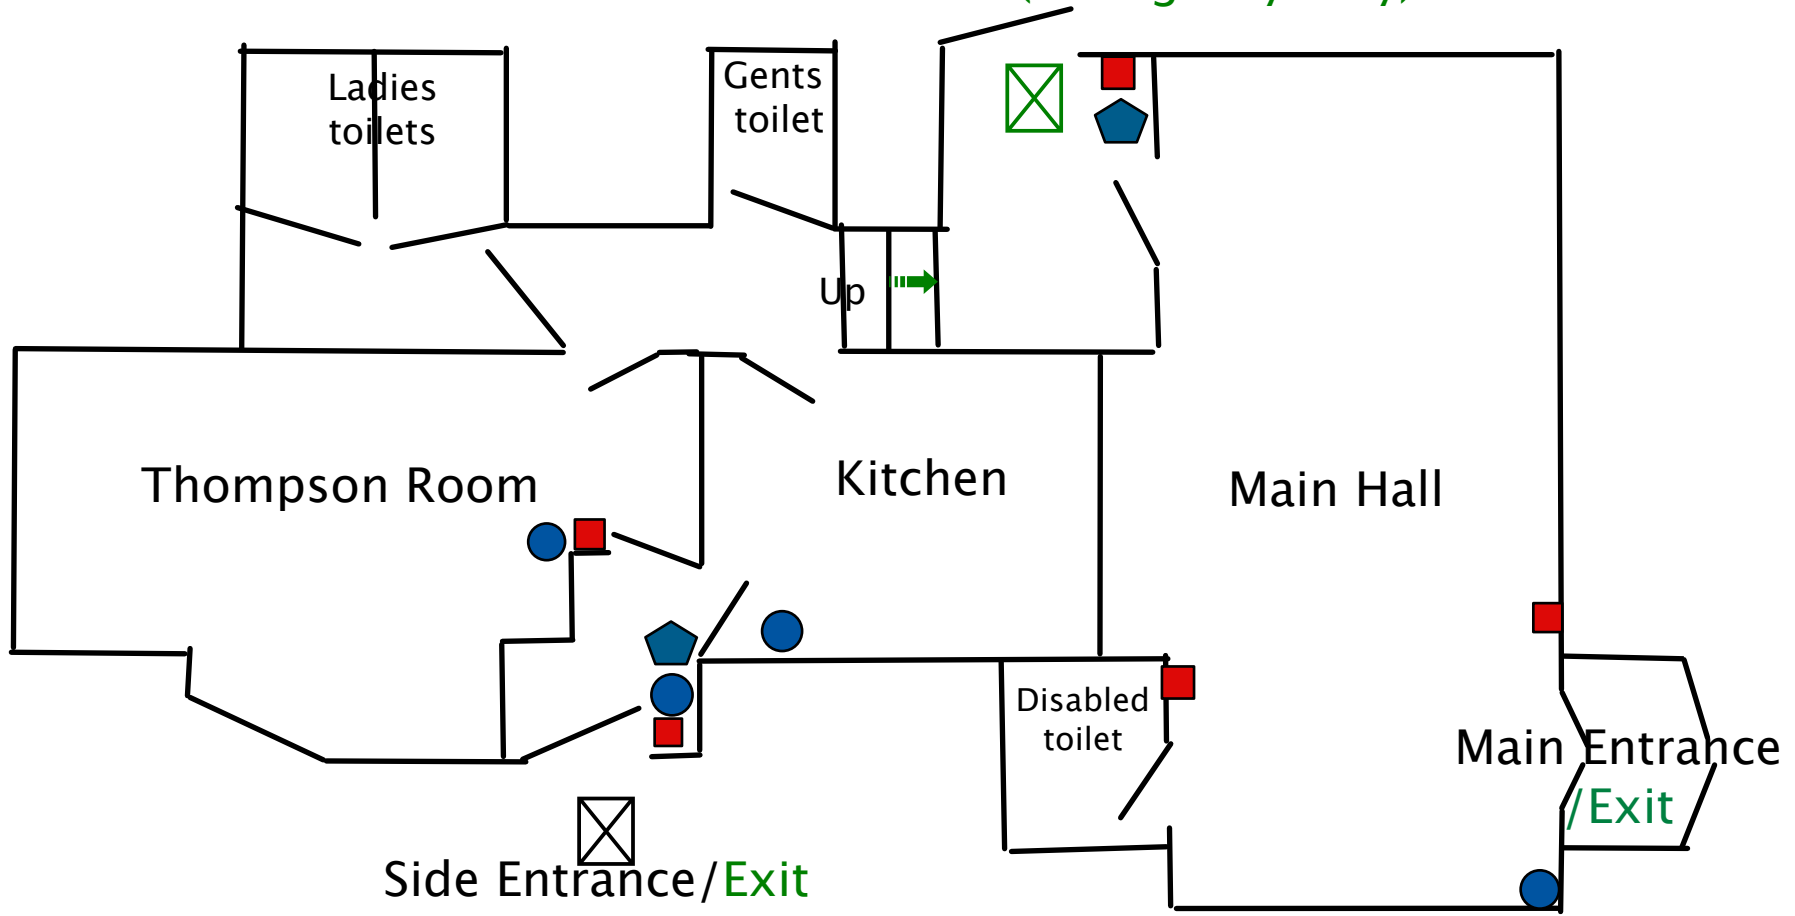 Ladies
toilets
Gents
toilet
Up
Thompson Room
Kitchen
Main Hall
Disabled
toilet
Main Entrance
/Exit
Side Entrance/Exit